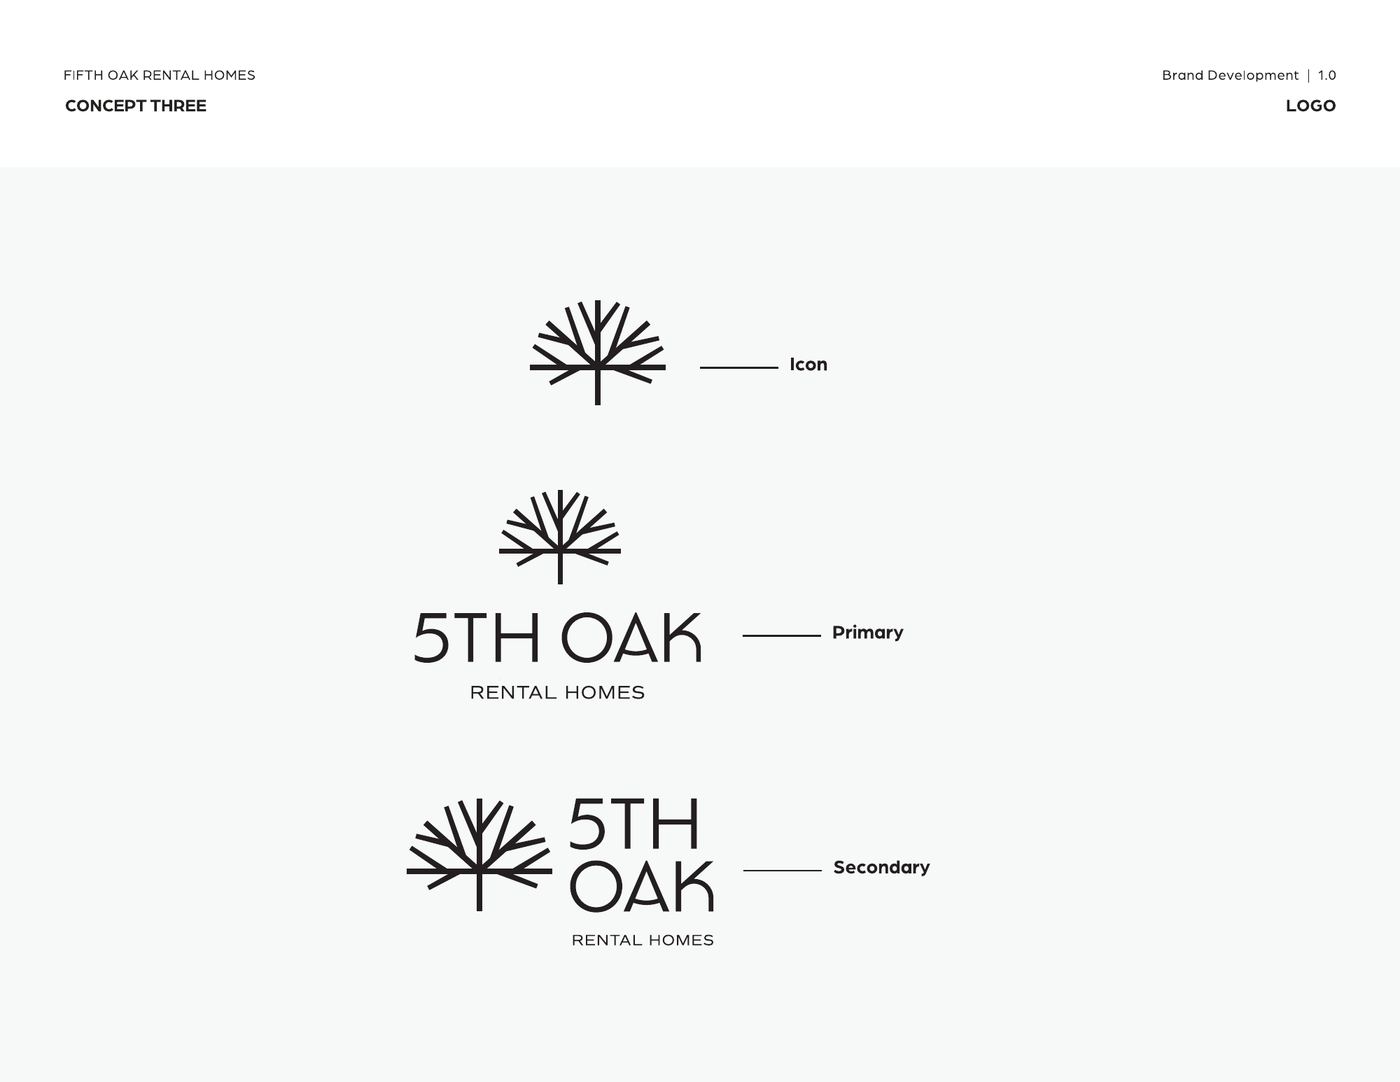 FIFTH OAK RENTAL HOMES
CONCEPT THREE
Brand Development | 1.0
LOGO
Icon
5TH OAK
RENTAL HOMES
Primary
5TH
OAK
RENTAL HOMES
Secondary